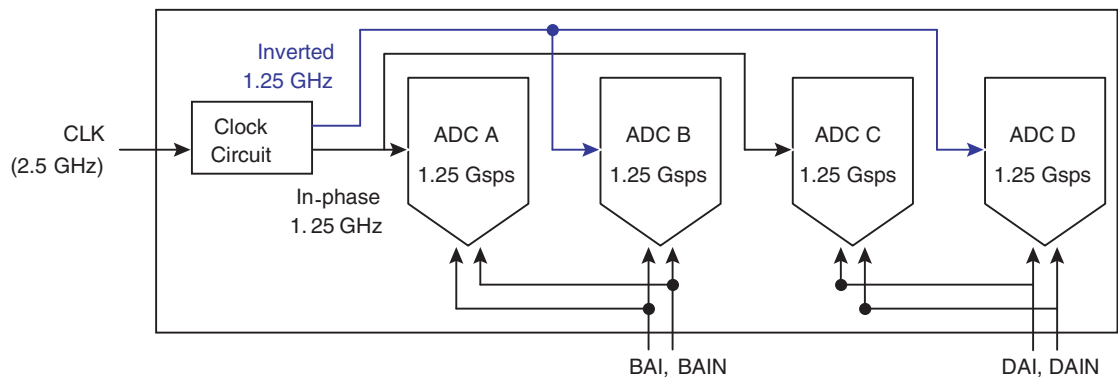 Inverted
1.25 GHz
CLK
(2.5 GHz)
Clock
Circuit
In-phase
1. 25 GHz
ADC A
1.25 Gsps
ADC B
1.25 Gsps
ADC C
1.25 Gsps
ADC D
1.25 Gsps
BAI, BAIN
DAI, DAIN